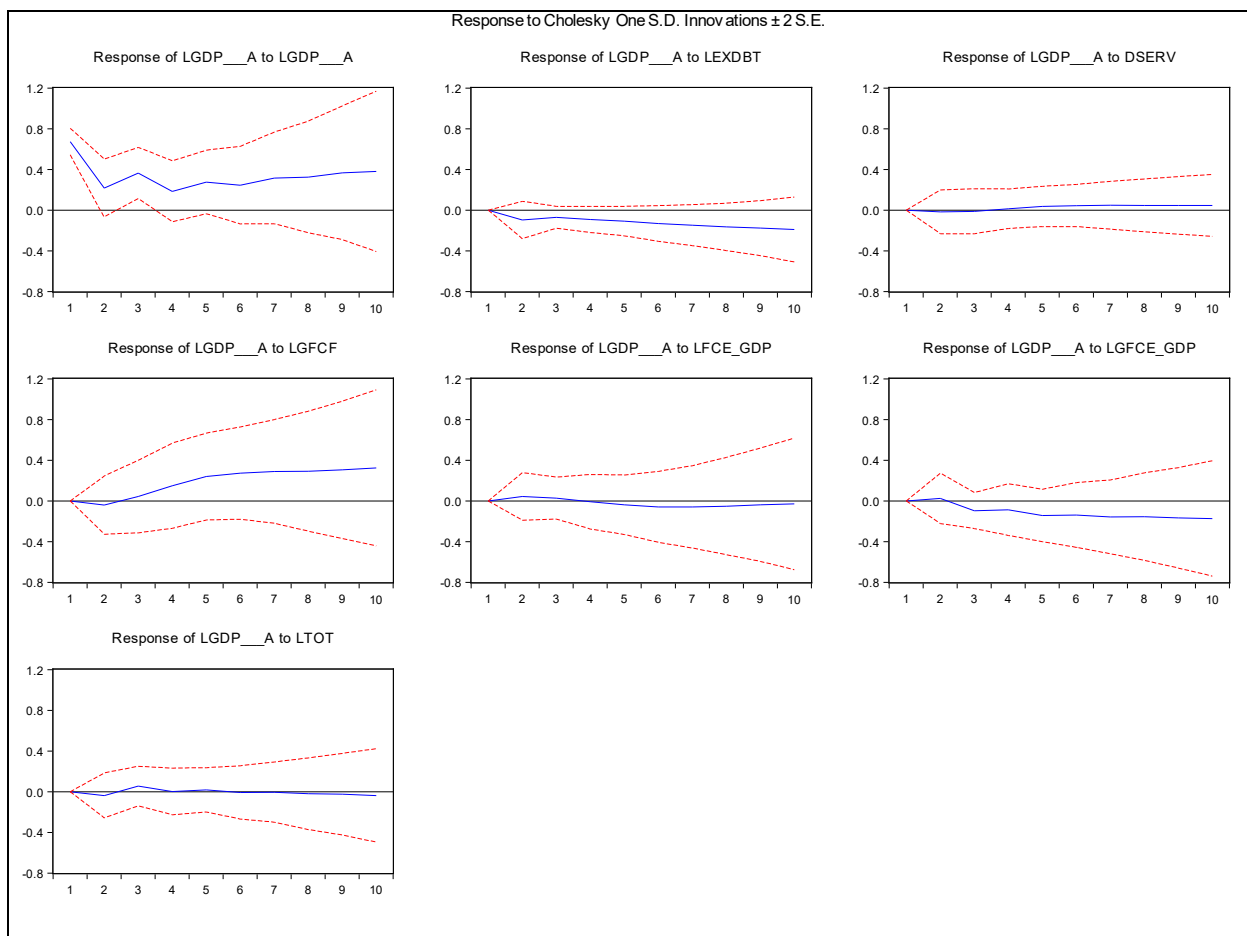 Response to Cholesky One S.D. Innovations ± 2 S.E.
Response of LGDP___A to LGDP___A
1.2
0.8
0.4
0.0
-0.4
-0.8
1 2 3 4 5 6 7 8 9 10
Response of LGDP___A to LEXDBT
1.2
0.8
0.4
0.0
-0.4
-0.8
1 2 3 4 5 6 7 8 9 10
Response of LGDP___A to DSERV
1.2
0.8
0.4
0.0
-0.4
-0.8
1 2 3 4 5 6 7 8 9 10
Response of LGDP___A to LGFCF
1.2
0.8
0.4
0.0
-0.4
-0.8
1 2 3 4 5 6 7 8 9 10
Response of LGDP___A to LFCE_GDP
1.2
0.8
0.4
0.0
-0.4
-0.8
1 2 3 4 5 6 7 8 9 10
Response of LGDP___A to LGFCE_GDP
1.2
0.8
0.4
0.0
-0.4
-0.8
1 2 3 4 5 6 7 8 9 10
Response of LGDP___A to LTOT
1.2
0.8
0.4
0.0
-0.4
-0.8
1 2 3 4 5 6 7 8 9 10